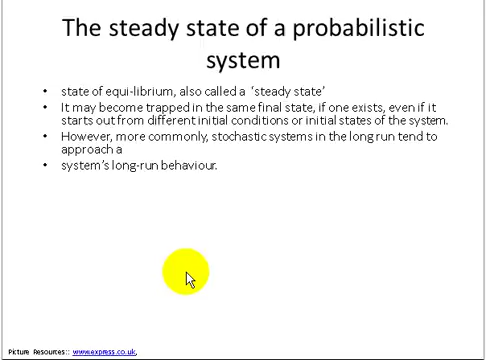 The steady state of a probabilistic
system
• state of equi-librium, also called a ‘steady state’
• It may become trapped in the same final state, if one exists, even if it
starts out from different initial conditions or initial states of the system.
• However, more commonly, stochastic systems in the long run tend to
approach a
• system’s long-run behaviour.
Picture Resources:: www.express.co.uk,